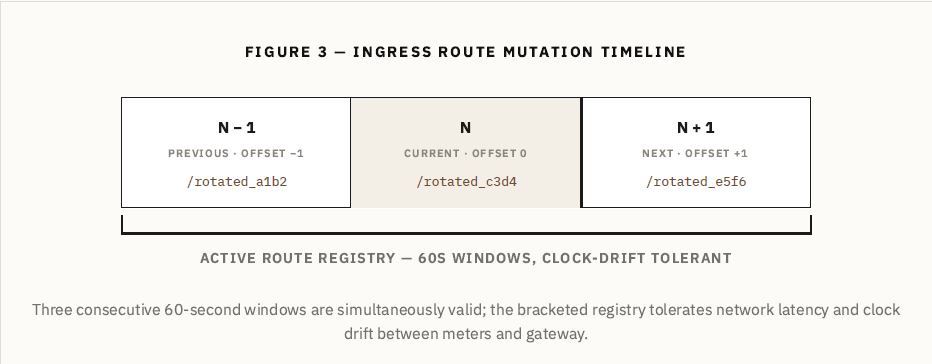 FIGURE 3 — INGRESS ROUTE MUTATION TIMELINE
N − 1
PREVIOUS · OFFSET −1
/rotated_a1b2
N
CURRENT · OFFSET 0
/rotated_c3d4
N + 1
NEXT · OFFSET +1
/rotated_e5f6
ACTIVE ROUTE REGISTRY — 60S WINDOWS, CLOCK-DRIFT TOLERANT
Three consecutive 60-second windows are simultaneously valid; the bracketed registry tolerates network latency and clock
drift between meters and gateway.